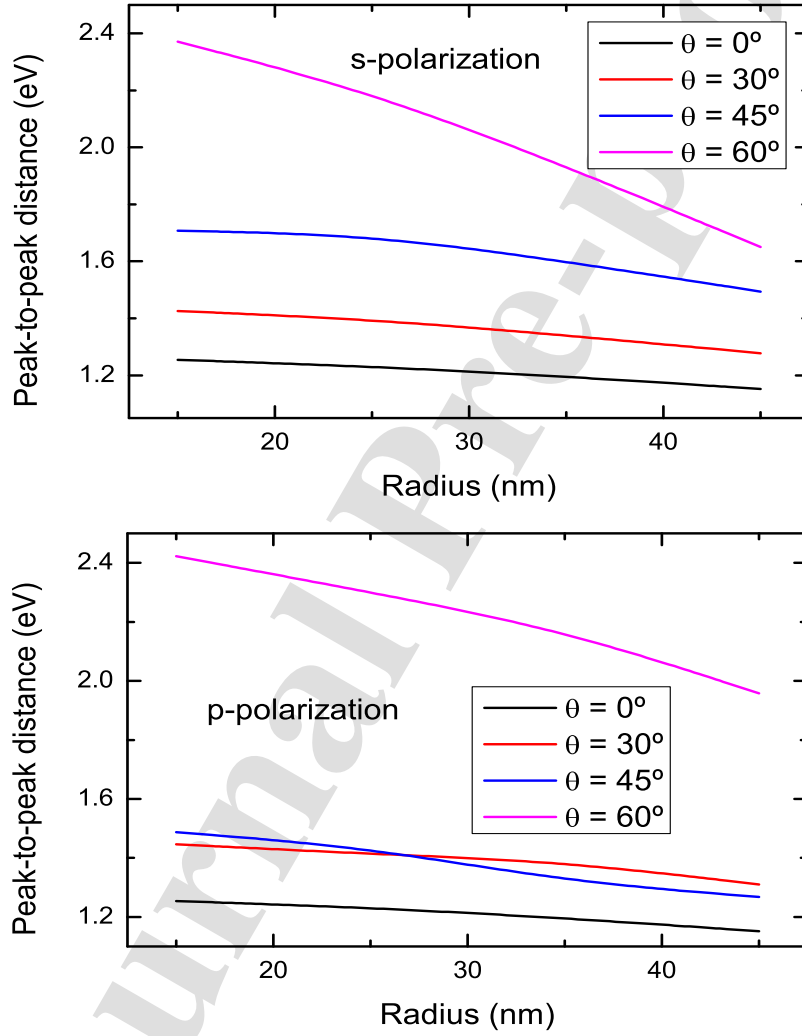 2.4
2.0
1.6
1.2
Peak-to-peak distance (eV)
s-polarization
θ = 0º
θ = 30º
θ = 45º
θ = 60º
20
30
40
Radius (nm)
2.4
2.0
1.6
1.2
Peak-to-peak distance (eV)
p-polarization
θ = 0º
θ = 30º
θ = 45º
θ = 60º
20
30
40
Radius (nm)
urnal Pre-p